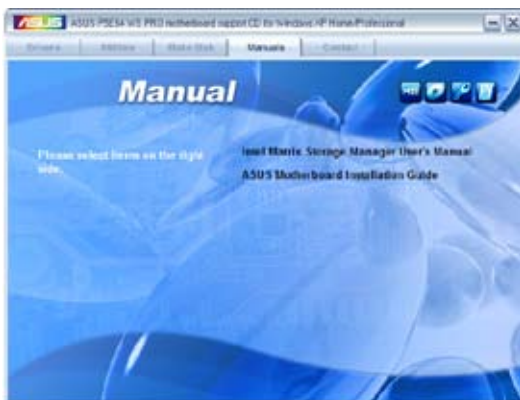 ASUS P5E64 WS PRO motherboard support CD for Windows XP Home/Professional
Drivers Utilities Make Disk Manuals Contact
Manual
Please select items on the right
side.
Intel Matrix Storage Manager User's Manual
ASUS Motherboard Installation Guide